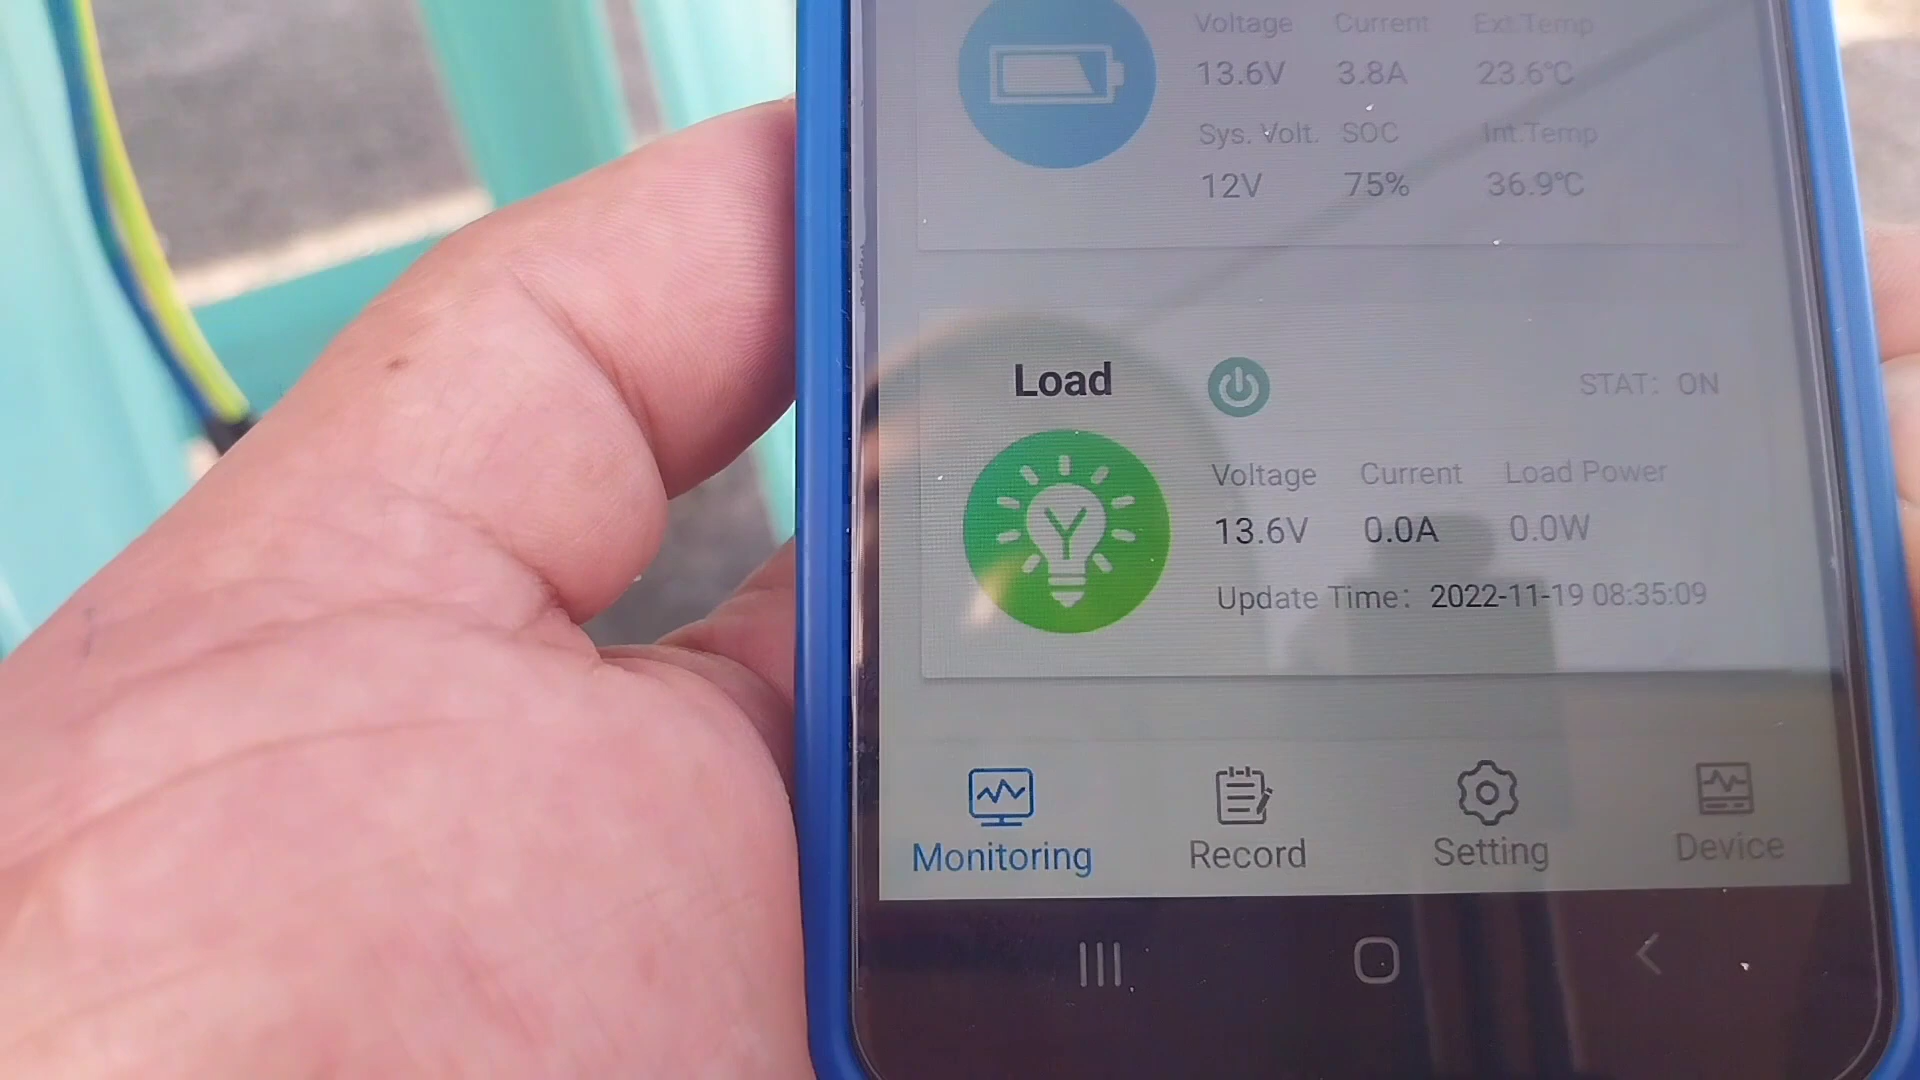 Voltage Current Ext.Temp
13.6V 3.8A 23.6℃
Sys. Volt. SOC Int.Temp
12V 75% 36.9℃
Load STAT: ON
Voltage Current Load Power
13.6V 0.0A 0.0W
Update Time: 2022-11-19 08:35:09
Monitoring Record Setting Device